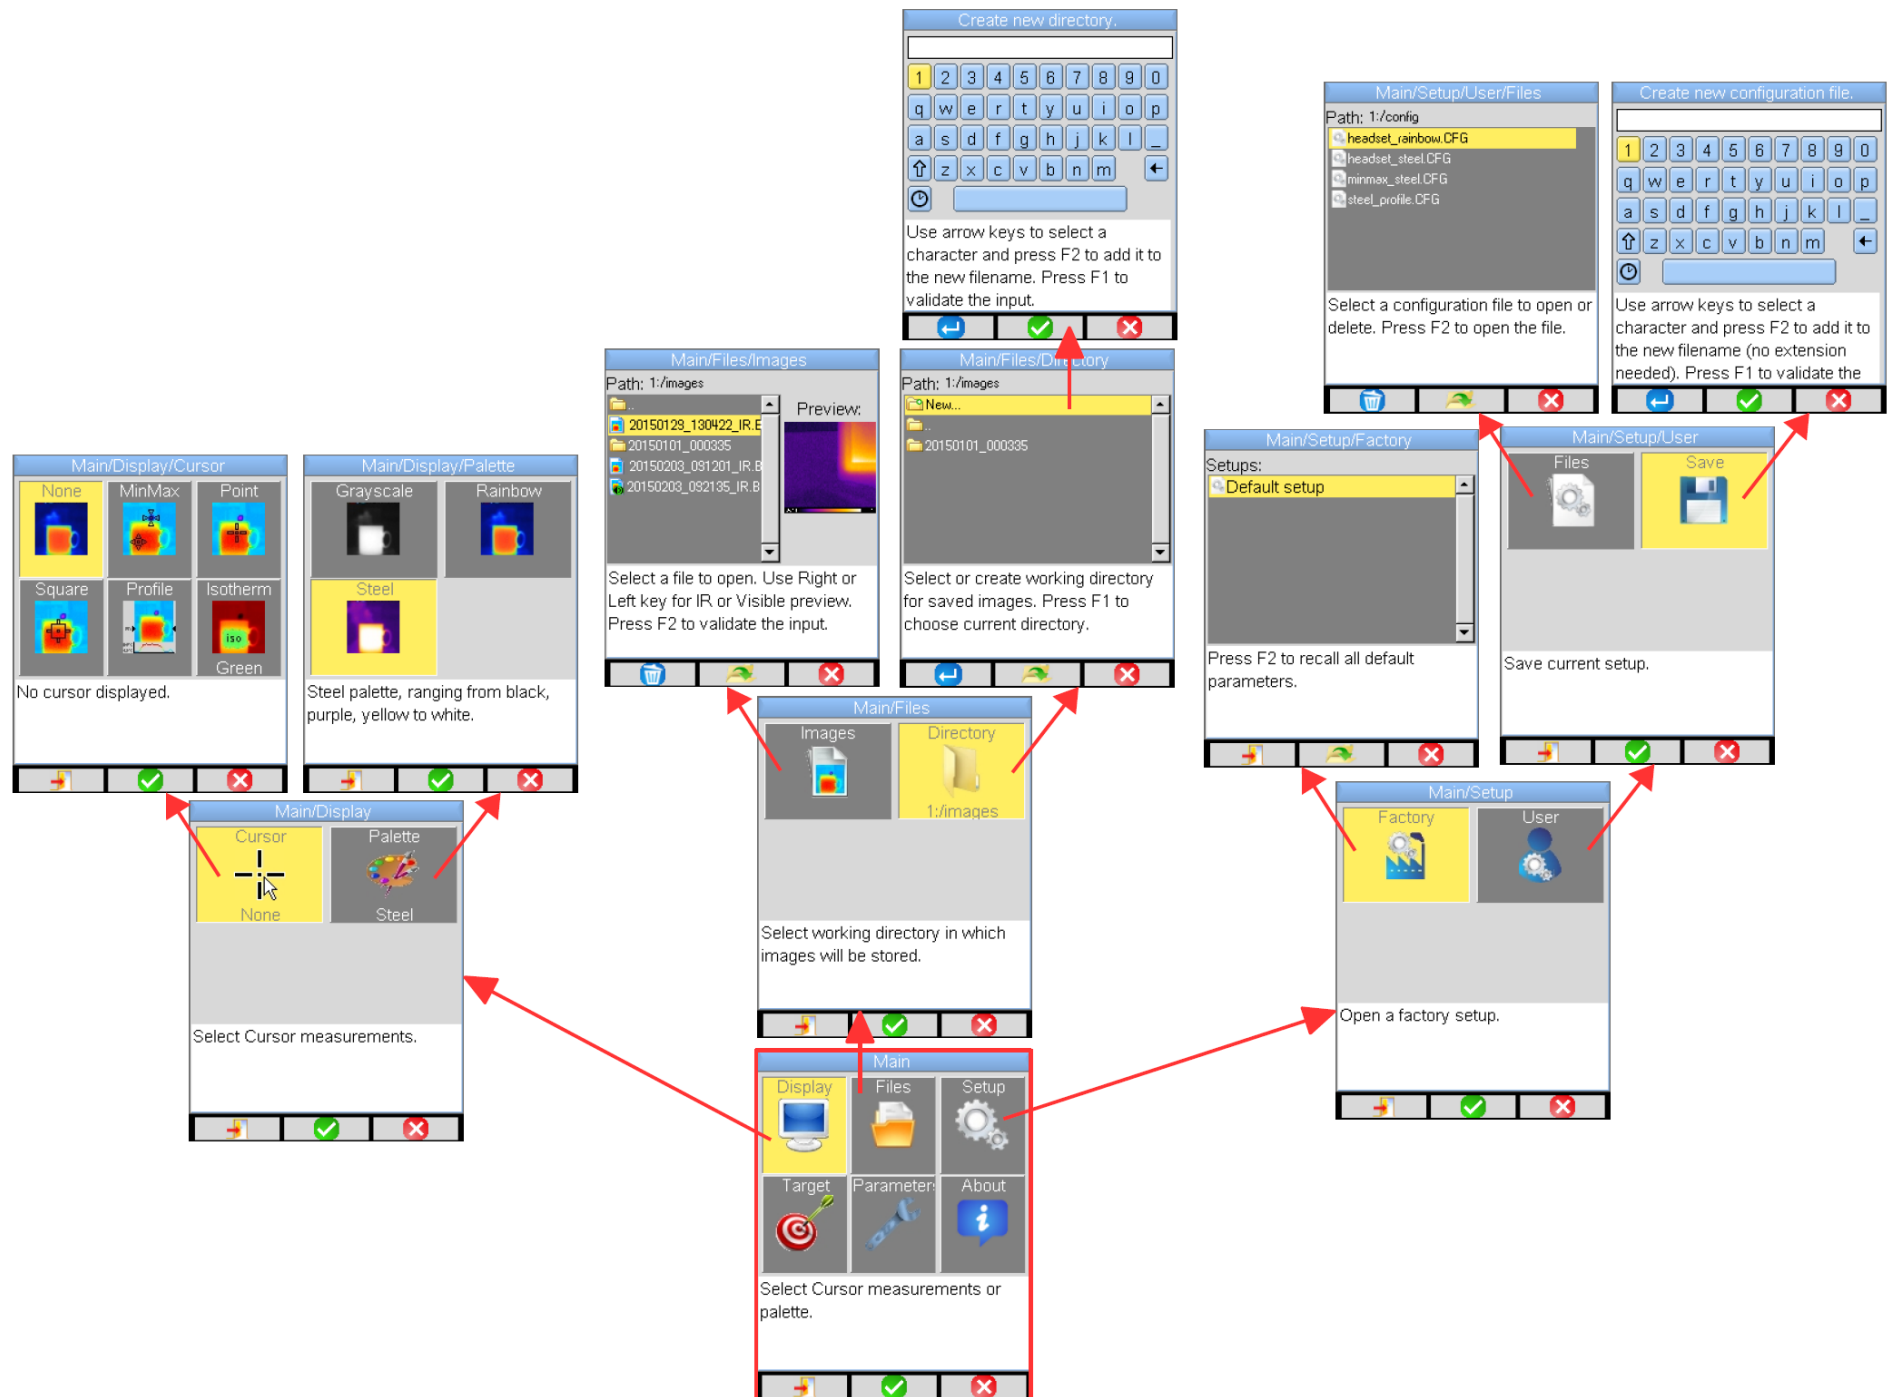 Create new directory.
1 2 3 4 5 6 7 8 9 0
q w e r t y u i o p
a s d f g h j k l _
z x c v b n m
Use arrow keys to select a
character and press F2 to add it to
the new filename. Press F1 to
validate the input.
Main/Setup/User/Files
Path: 1:/config
headset_rainbow.CFG
headset_steel.CFG
minmax_steel.CFG
steel_profile.CFG
Select a configuration file to open or
delete. Press F2 to open the file.
Create new configuration file.
1 2 3 4 5 6 7 8 9 0
q w e r t y u i o p
a s d f g h j k l _
z x c v b n m
Use arrow keys to select a
character and press F2 to add it to
the new filename (no extension
needed). Press F1 to validate the
Main/Files/Images
Path: 1:/images
..
20150129_130422_IR.B
20150101_000335
20150203_091201_IR.B
20150203_092135_IR.B
Preview:
Select a file to open. Use Right or
Left key for IR or Visible preview.
Press F2 to validate the input.
Main/Files/Directory
Path: 1:/images
New...
..
20150101_000335
Select or create working directory
for saved images. Press F1 to
choose current directory.
Main/Setup/Factory
Setups:
Default setup
Press F2 to recall all default
parameters.
Main/Setup/User
Files Save
Save current setup.
Main/Display/Cursor
None MinMax Point
Square Profile Isotherm
iso
Green
No cursor displayed.
Main/Display/Palette
Grayscale Rainbow
Steel
Steel palette, ranging from black,
purple, yellow to white.
Main/Files
Images Directory
1:/images
Select working directory in which
images will be stored.
Main/Display
Cursor Palette
None Steel
Select Cursor measurements.
Main/Setup
Factory User
Open a factory setup.
Main
Display Files Setup
Target Parameter About
Select Cursor measurements or
palette.